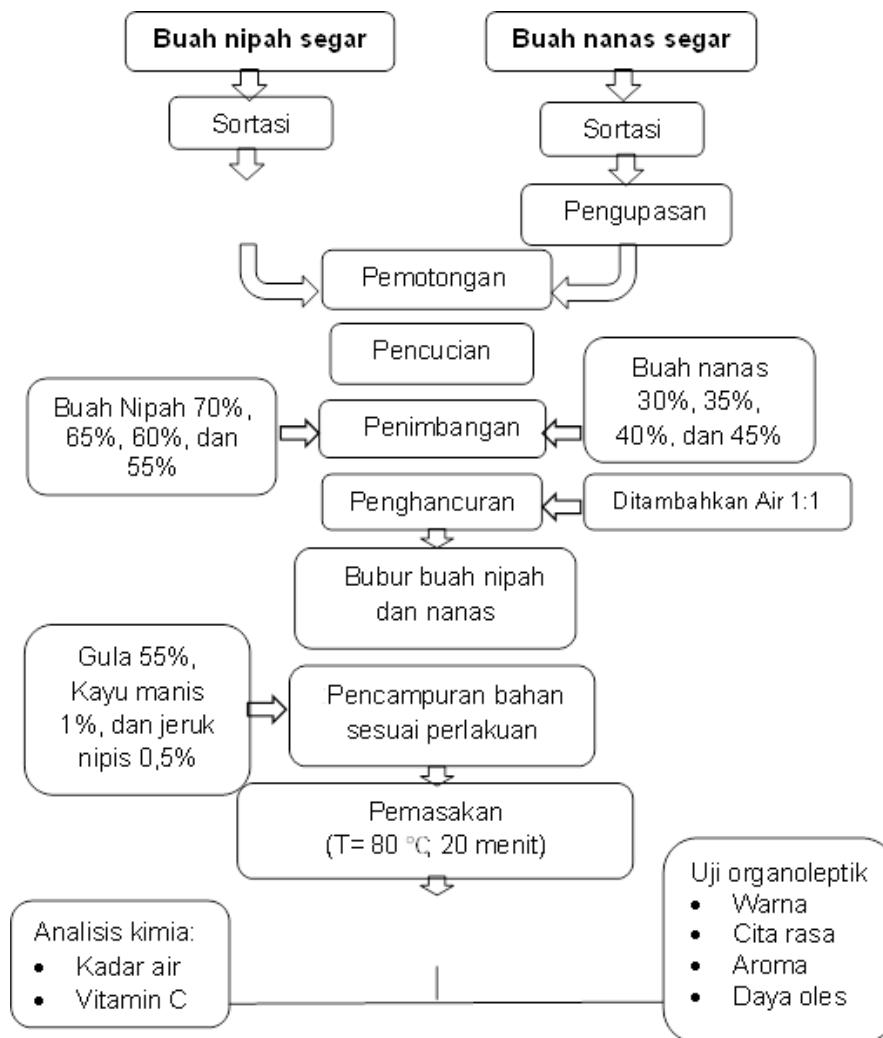 Buah nipah segar
Buah nanas segar
Sortasi
Sortasi
Pengupasan
Pemotongan
Pencucian
Buah Nipah 70%,
65%, 60%, dan
55%
Penimbangan
Buah nanas
30%, 35%,
40%, dan 45%
Penghancuran
Ditambahkan Air 1:1
Bubur buah nipah
dan nanas
Gula 55%,
Kayu manis
1%, dan jeruk
nipis 0,5%
Pencampuran bahan
sesuai perlakuan
Pemasakan
(T= 80 °C, 20 menit)
Analisis kimia:
• Kadar air
• Vitamin C
Uji organoleptik
• Warna
• Cita rasa
• Aroma
• Daya oles